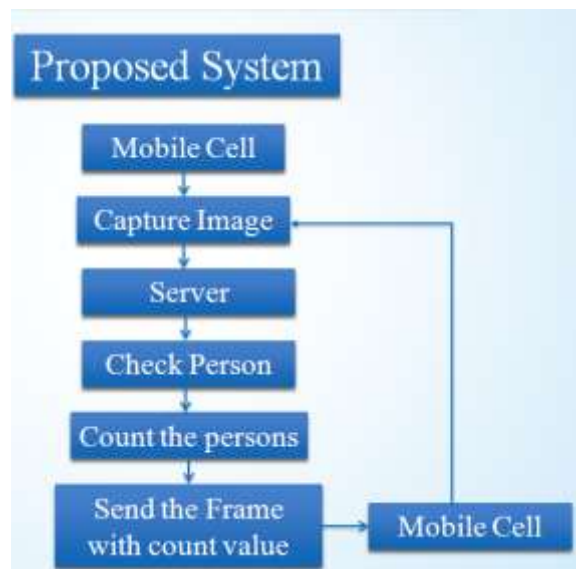 Proposed System
Mobile Cell
Capture Image
Server
Check Person
Count the persons
Send the Frame
with count value
Mobile Cell